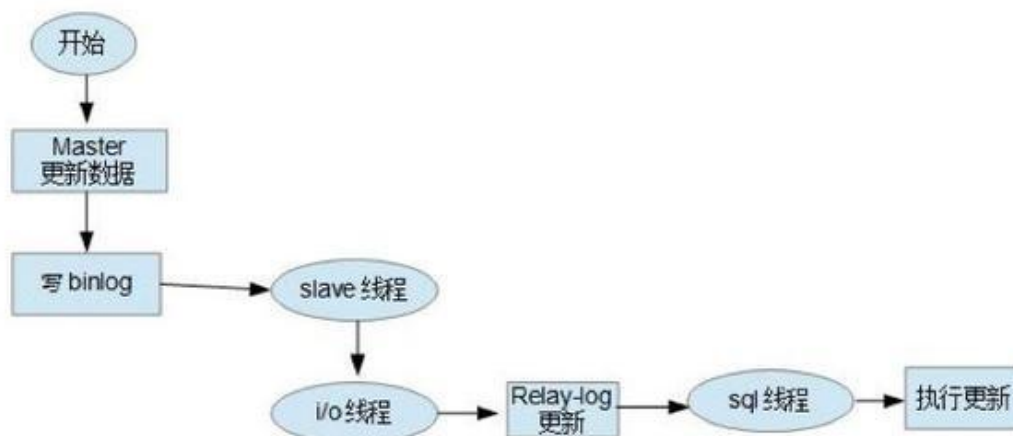 开始
Master
更新数据
写 binlog
slave 线程
i/o 线程
Relay-log
更新
sql 线程
执行更新